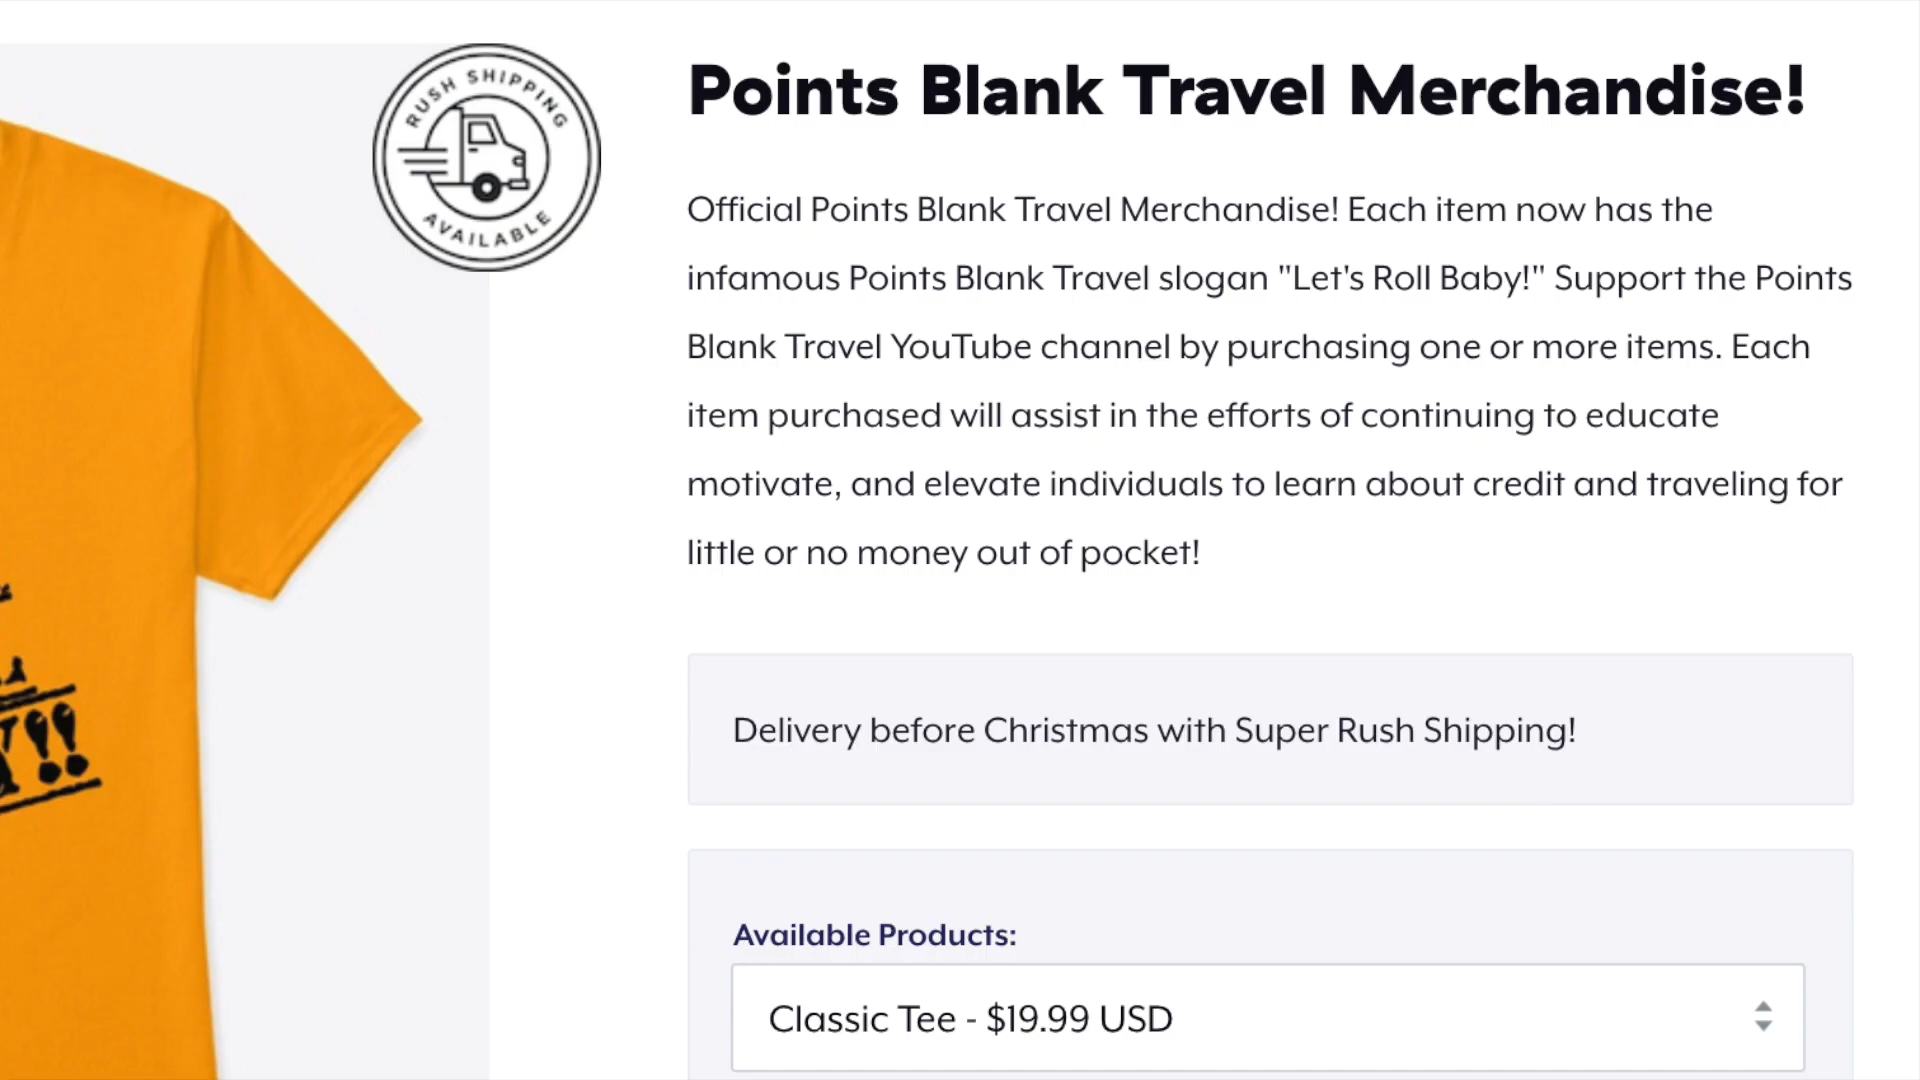 RUSH SHIPPING
AVAILABLE
Points Blank Travel Merchandise!
Official Points Blank Travel Merchandise! Each item now has the
infamous Points Blank Travel slogan "Let's Roll Baby!" Support the Points
Blank Travel YouTube channel by purchasing one or more items. Each
item purchased will assist in the efforts of continuing to educate
motivate, and elevate individuals to learn about credit and traveling for
little or no money out of pocket!
Delivery before Christmas with Super Rush Shipping!
Available Products:
Classic Tee - $19.99 USD